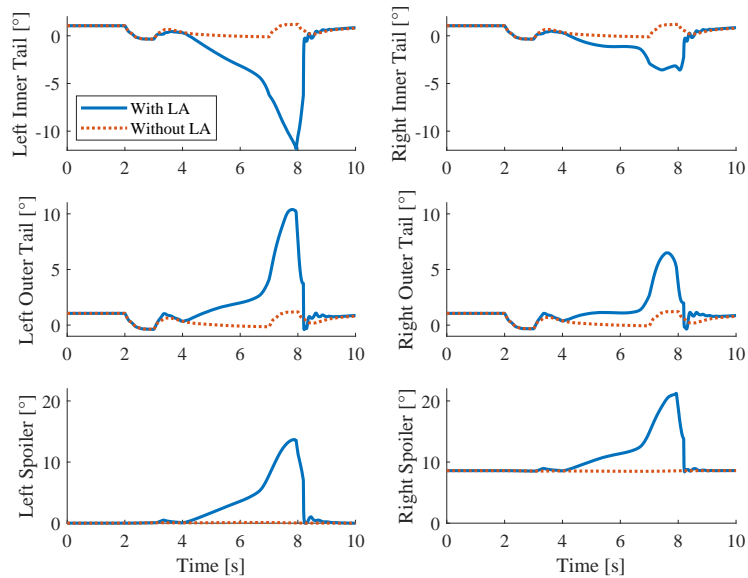 Left Inner Tail [°]
0
-5
-10
With LA
Without LA
0 2 4 6 8 10
Right Inner Tail [°]
0
-5
-10
0 2 4 6 8 10
Left Outer Tail [°]
10
5
0
0 2 4 6 8 10
Right Outer Tail [°]
10
5
0
0 2 4 6 8 10
Left Spoiler [°]
20
10
0
0 2 4 6 8 10
Time [s]
Right Spoiler [°]
20
10
0
0 2 4 6 8 10
Time [s]